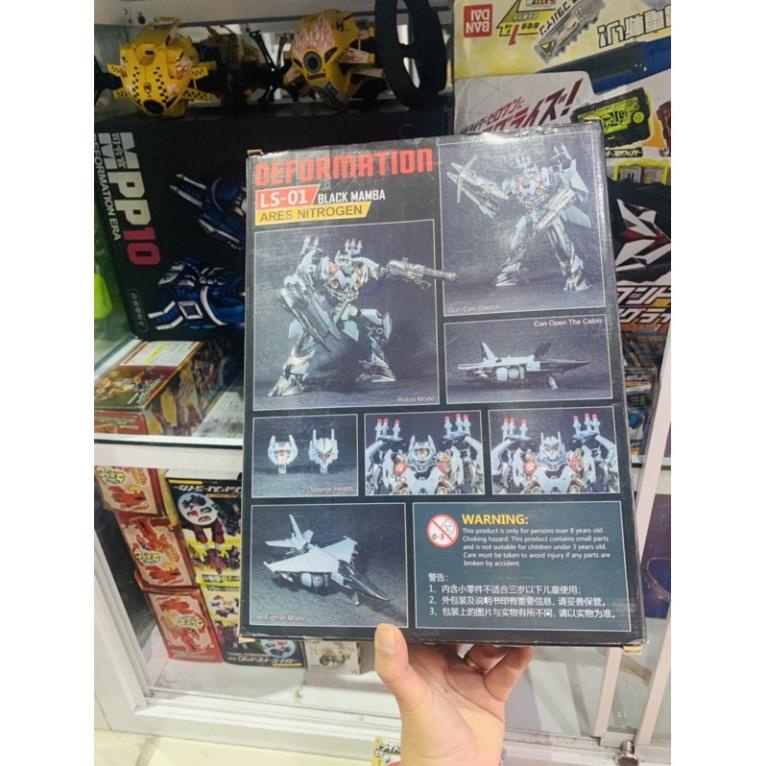 BAN
DAI
MPP10
DEFORMATION ERA
DEFORMATION
LS-01
BLACK MAMBA
ARES NITROGEN
Gun Can Stretch
Can Open The Cabin
Robot Mode
2 Optional Heads
Jet Fighter Mode
0-3
WARNING:
This product is only for persons over 8 years old.
Choking hazard: This product contains small parts
and is not suitable for children under 3 years old.
Care must be taken to avoid injury if any parts are
broken by accident.
警告：
1、内含小零件不适合三岁以下儿童使用；
2、外包装及说明书印有重要信息，请妥善保管。
3、包装上的图片与实物有所不同，请以实物为准。